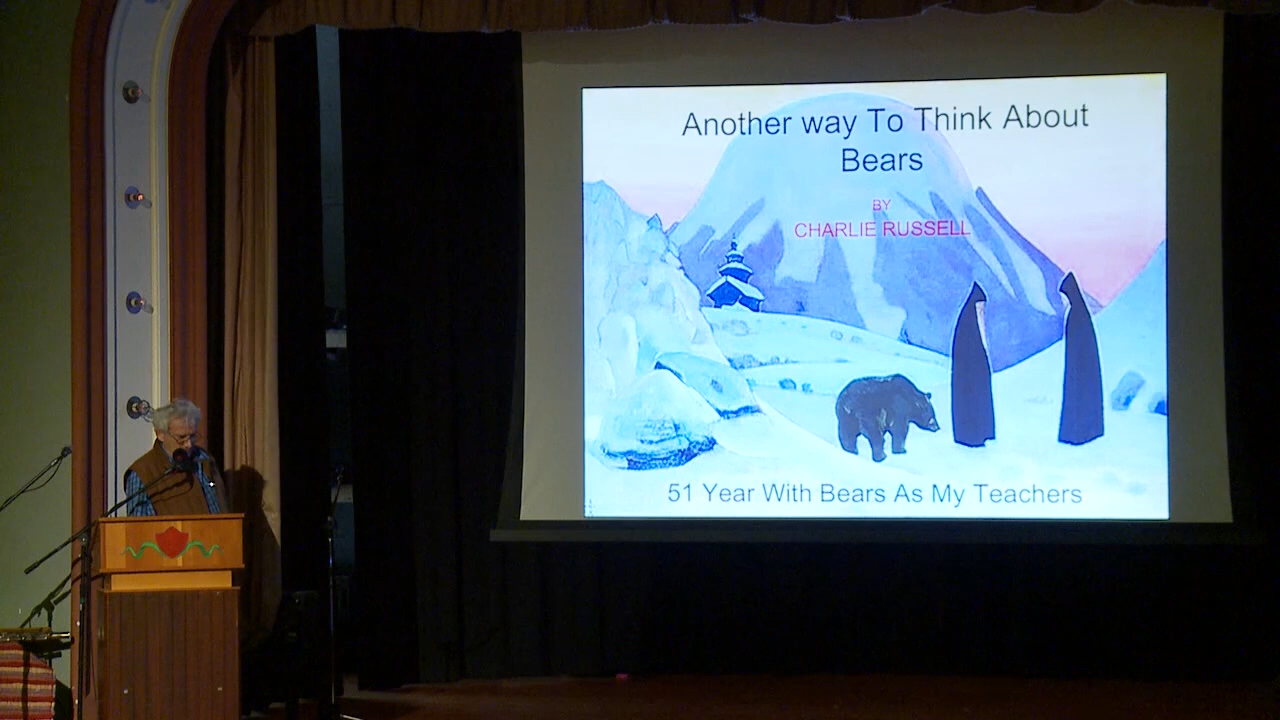 Another way To Think About
Bears
BY
CHARLIE RUSSELL
51 Year With Bears As My Teachers